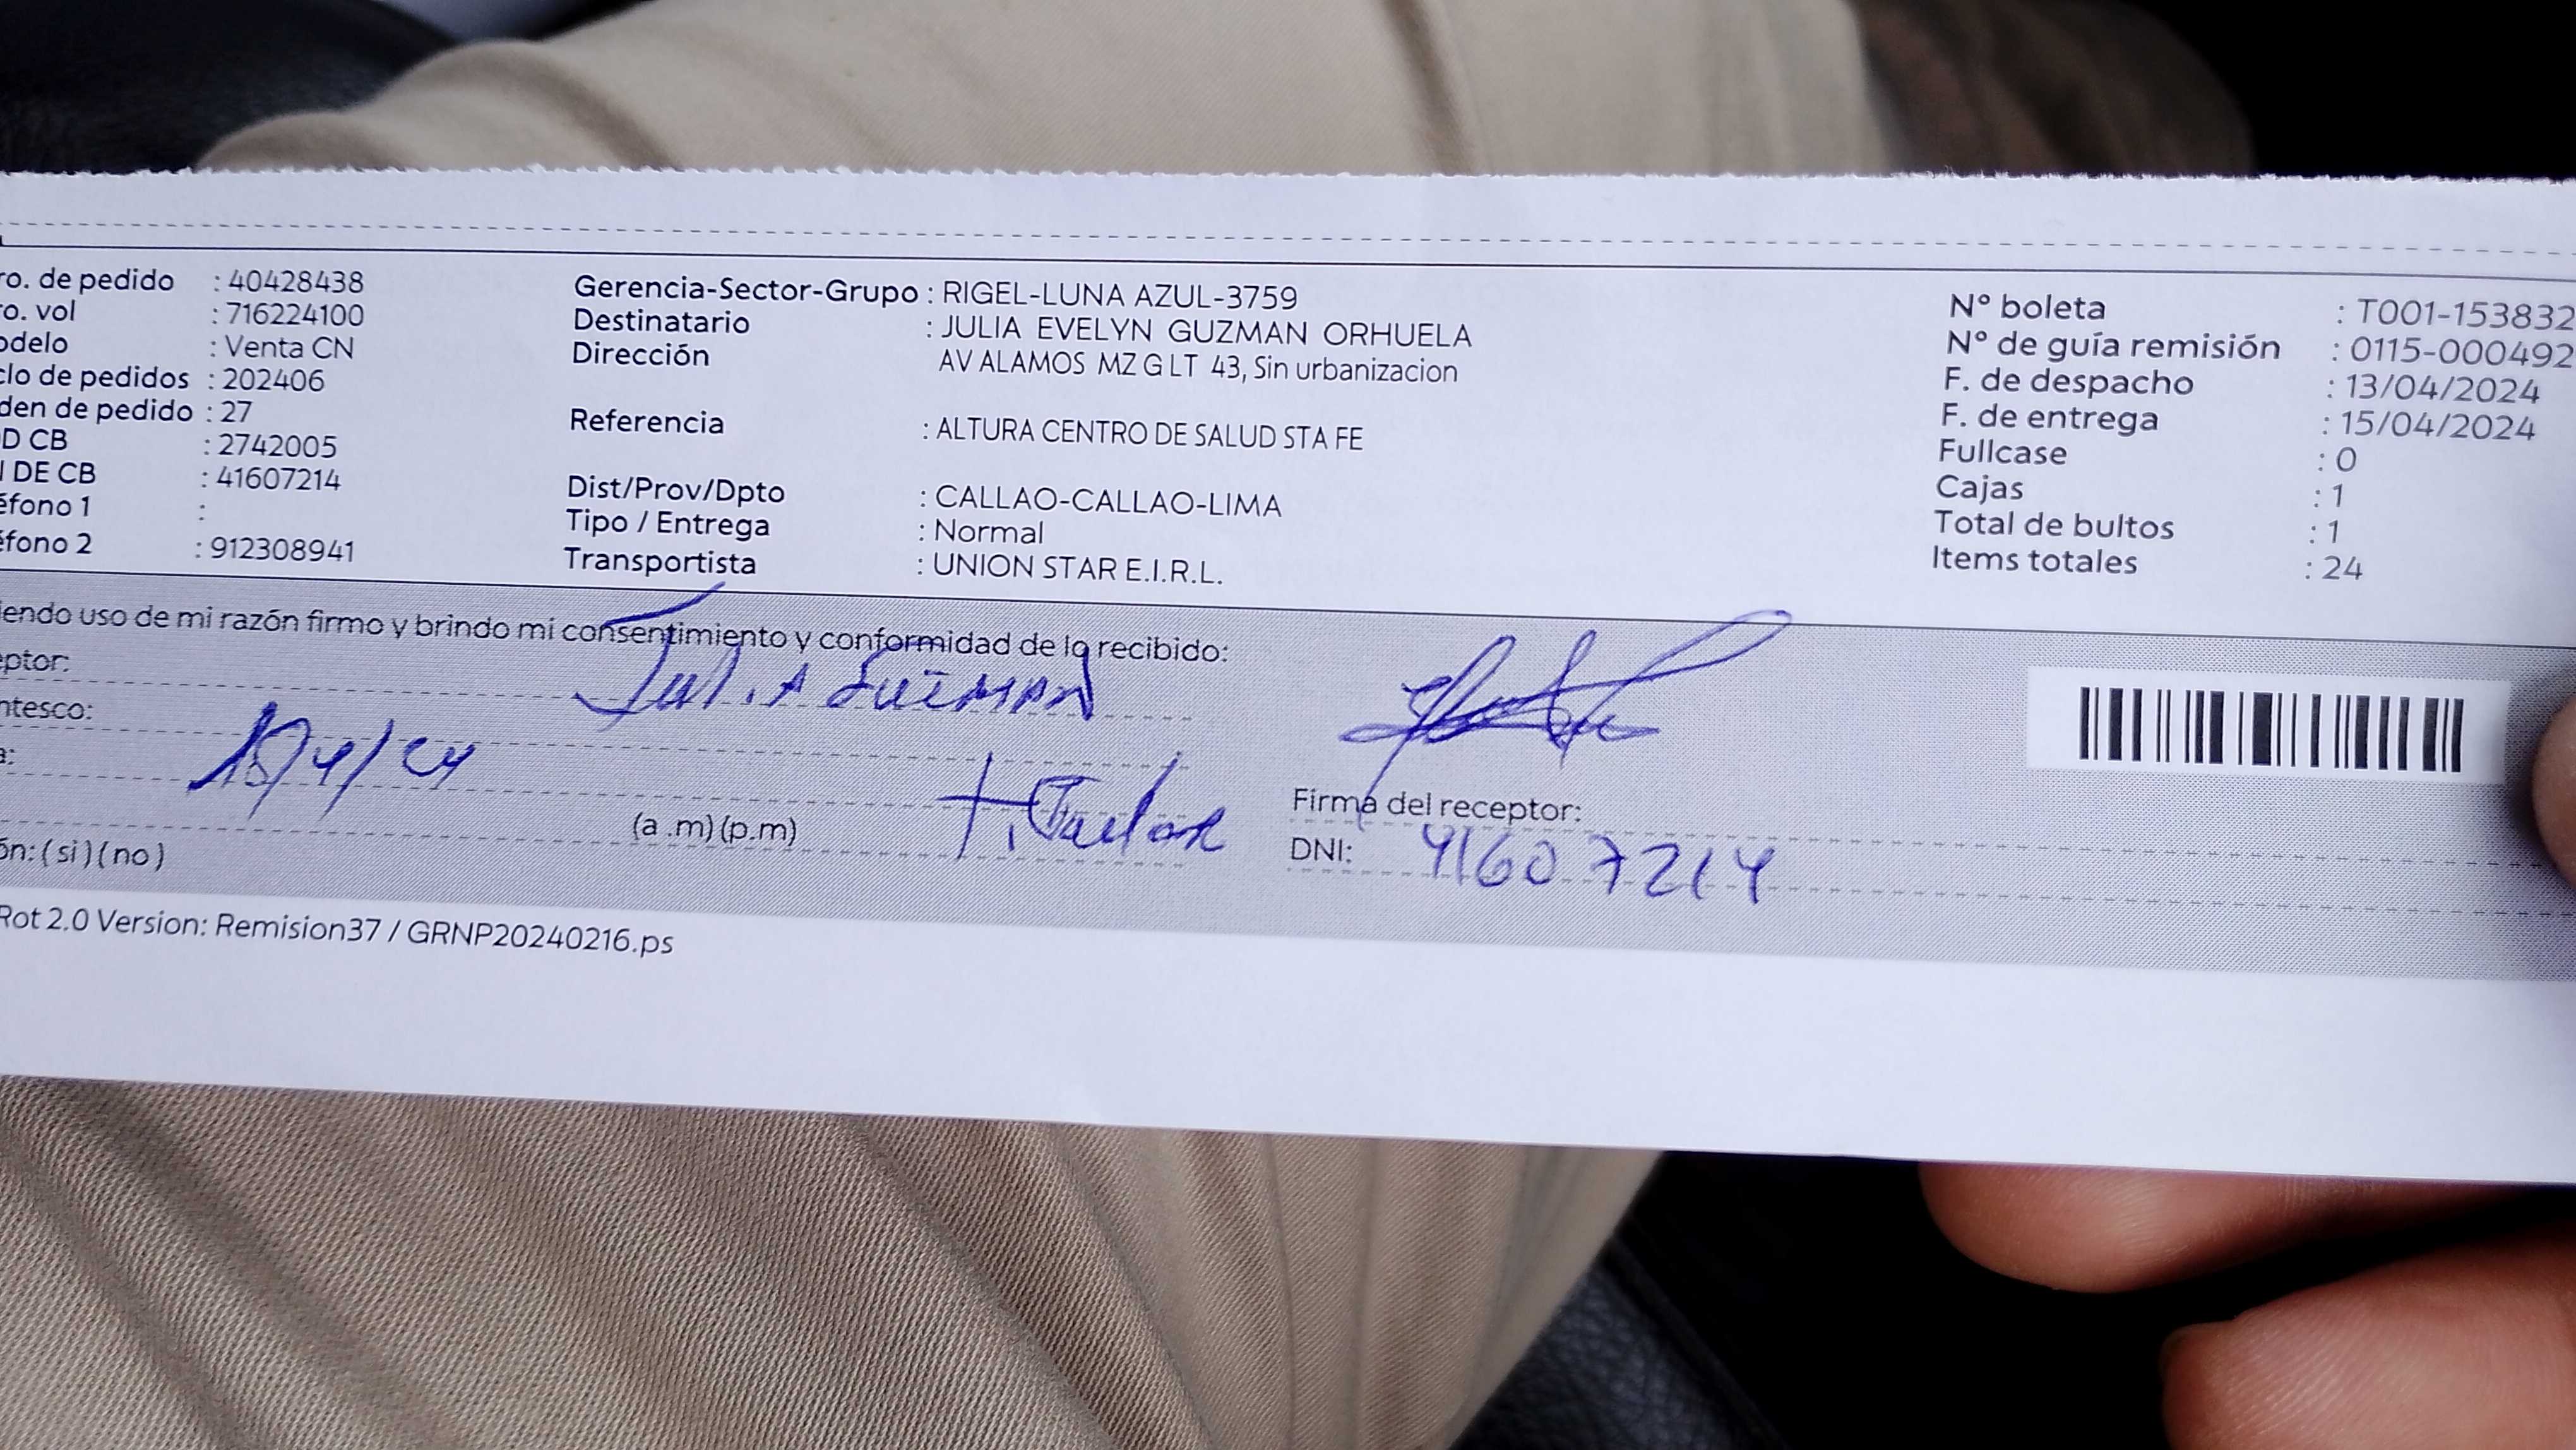 ro. de pedido : 40428438
ro. vol : 716224100
odelo : Venta CN
clo de pedidos : 202406
den de pedido : 27
D CB : 2742005
I DE CB : 41607214
éfono 1 :
éfono 2 : 912308941
Gerencia-Sector-Grupo : RIGEL-LUNA AZUL-3759
Destinatario : JULIA EVELYN GUZMAN ORHUELA
Dirección AV ALAMOS MZ G LT 43, Sin urbanizacion
Referencia : ALTURA CENTRO DE SALUD STA FE
Dist/Prov/Dpto : CALLAO-CALLAO-LIMA
Tipo / Entrega : Normal
Transportista : UNION STAR E.I.R.L.
N° boleta : T001-153832
N° de guía remisión : 0115-000492
F. de despacho : 13/04/2024
F. de entrega : 15/04/2024
Fullcase : 0
Cajas : 1
Total de bultos : 1
Items totales : 24
iendo uso de mi razón firmo y brindo mi consentimiento y conformidad de lo recibido:
eptor: Julia Guzman
ntesco:
a: 15/4/24
(a .m) (p.m)
ón: ( si ) ( no )
Firma del receptor:
DNI: 41607214
Rot 2.0 Version: Remision37 / GRNP20240216.ps